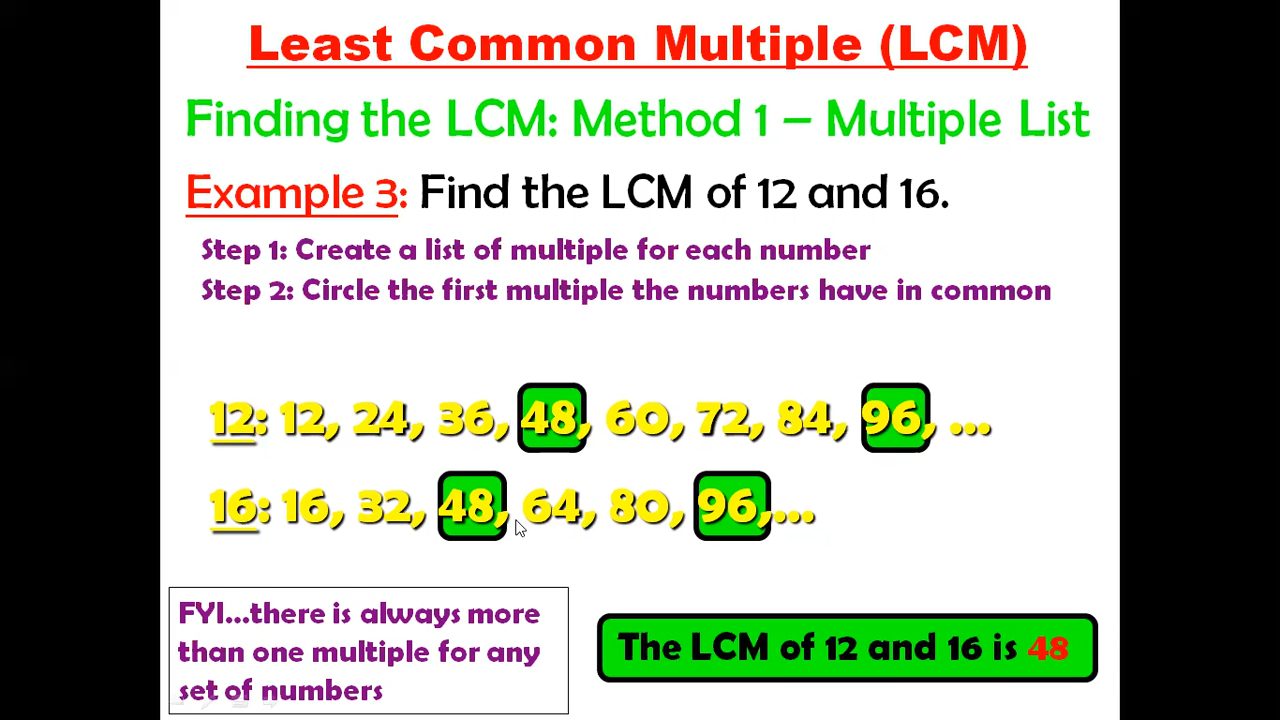 Least Common Multiple (LCM)
Finding the LCM: Method 1 – Multiple List
Example 3: Find the LCM of 12 and 16.
Step 1: Create a list of multiple for each number
Step 2: Circle the first multiple the numbers have in common
12: 12, 24, 36, 48, 60, 72, 84, 96, ...
16: 16, 32, 48, 64, 80, 96,...
FYI...there is always more
than one multiple for any
set of numbers
The LCM of 12 and 16 is 48